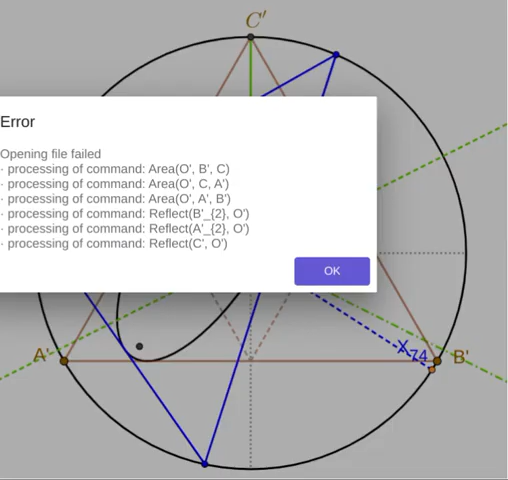 C'
Error
Opening file failed
- processing of command: Area(O', B', C)
- processing of command: Area(O', C, A')
- processing of command: Area(O', A', B')
- processing of command: Reflect(B'_{2}, O')
- processing of command: Reflect(A'_{2}, O')
- processing of command: Reflect(C', O')
OK
A'
X74
B'